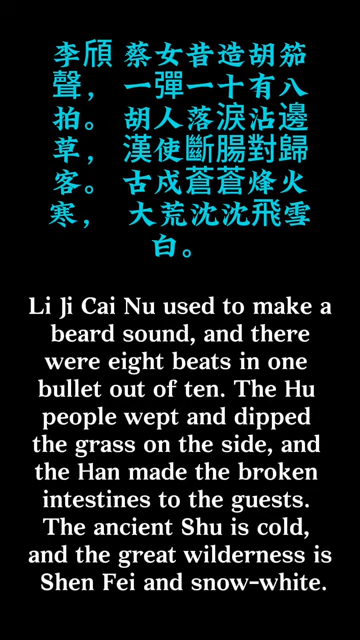 李頎 蔡女昔造胡笳
聲， 一彈一十有八
拍。 胡人落淚沾邊
草， 漢使斷腸對歸
客。 古戍蒼蒼烽火
寒， 大荒沈沈飛雪
白。
Li Ji Cai Nu used to make a
beard sound, and there
were eight beats in one
bullet out of ten. The Hu
people wept and dipped
the grass on the side, and
the Han made the broken
intestines to the guests.
The ancient Shu is cold,
and the great wilderness is
Shen Fei and snow-white.